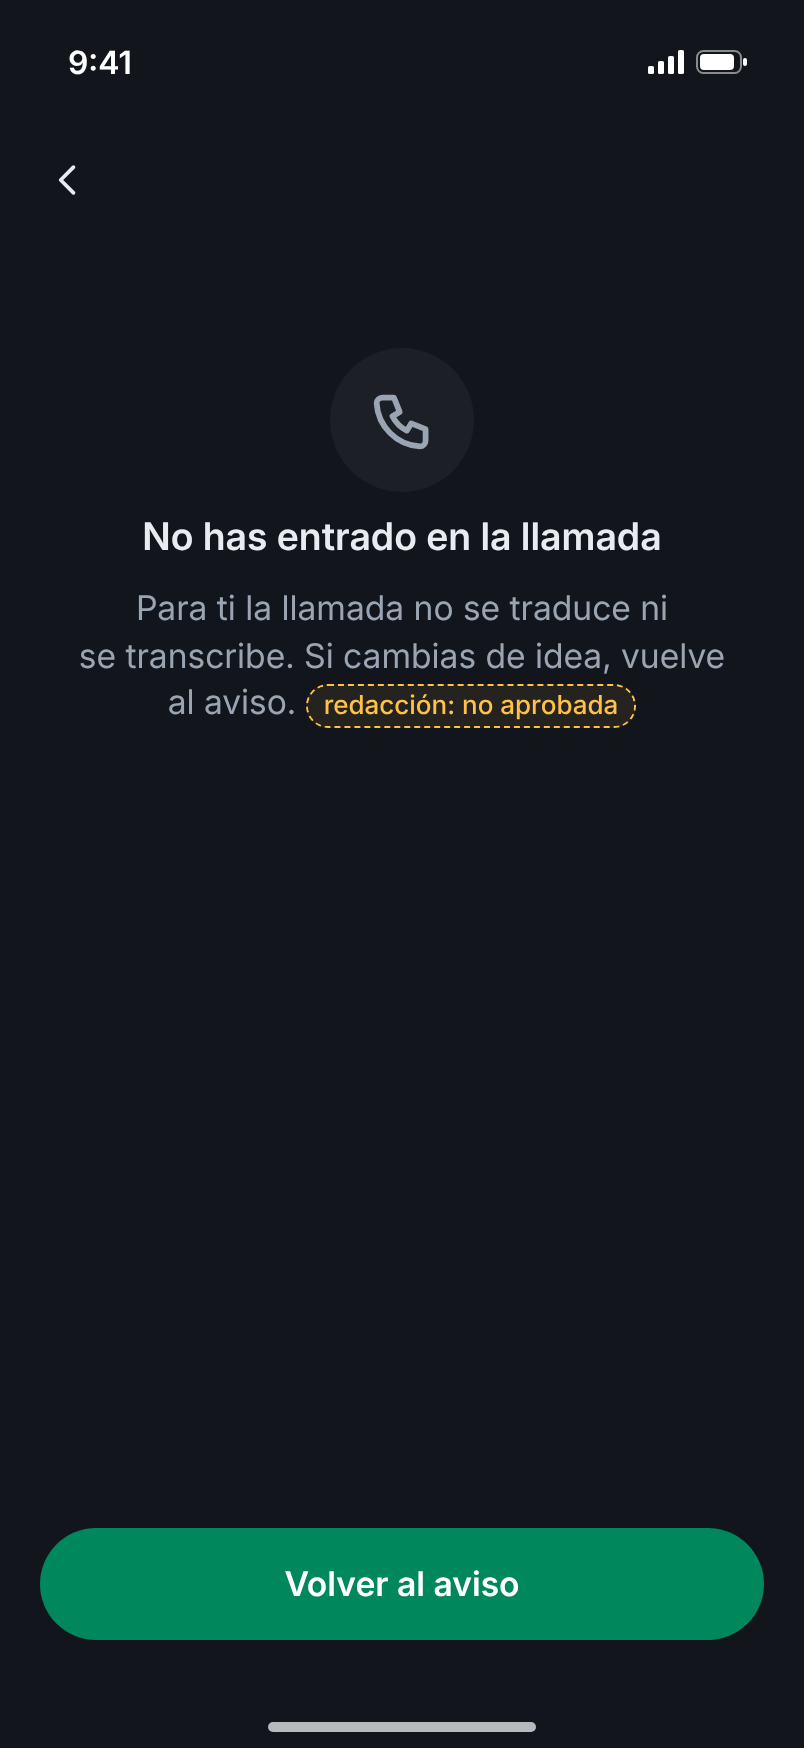 9:41
No has entrado en la llamada
Para ti la llamada no se traduce ni
se transcribe. Si cambias de idea, vuelve
al aviso. redacción: no aprobada
Volver al aviso